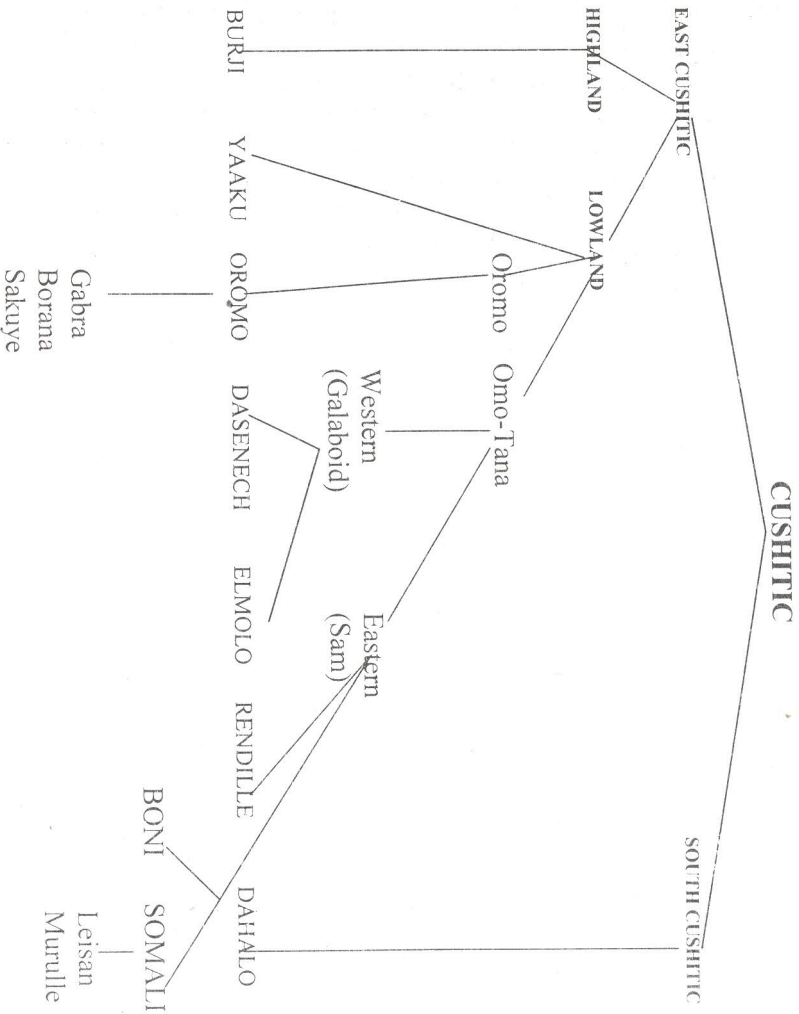 CUSHITIC
EAST CUSHITIC
SOUTH CUSHITIC
HIGHLAND
LOWLAND
Oromo
Omo-Tana
Western
(Galaboid)
Eastern
(Sam)
BURJI
YAAKU
OROMO
DASENECH
ELMOLO
RENDILLE
DAHALO
BONI
SOMALI
Gabra
Borana
Sakuye
Leisan
Murulle